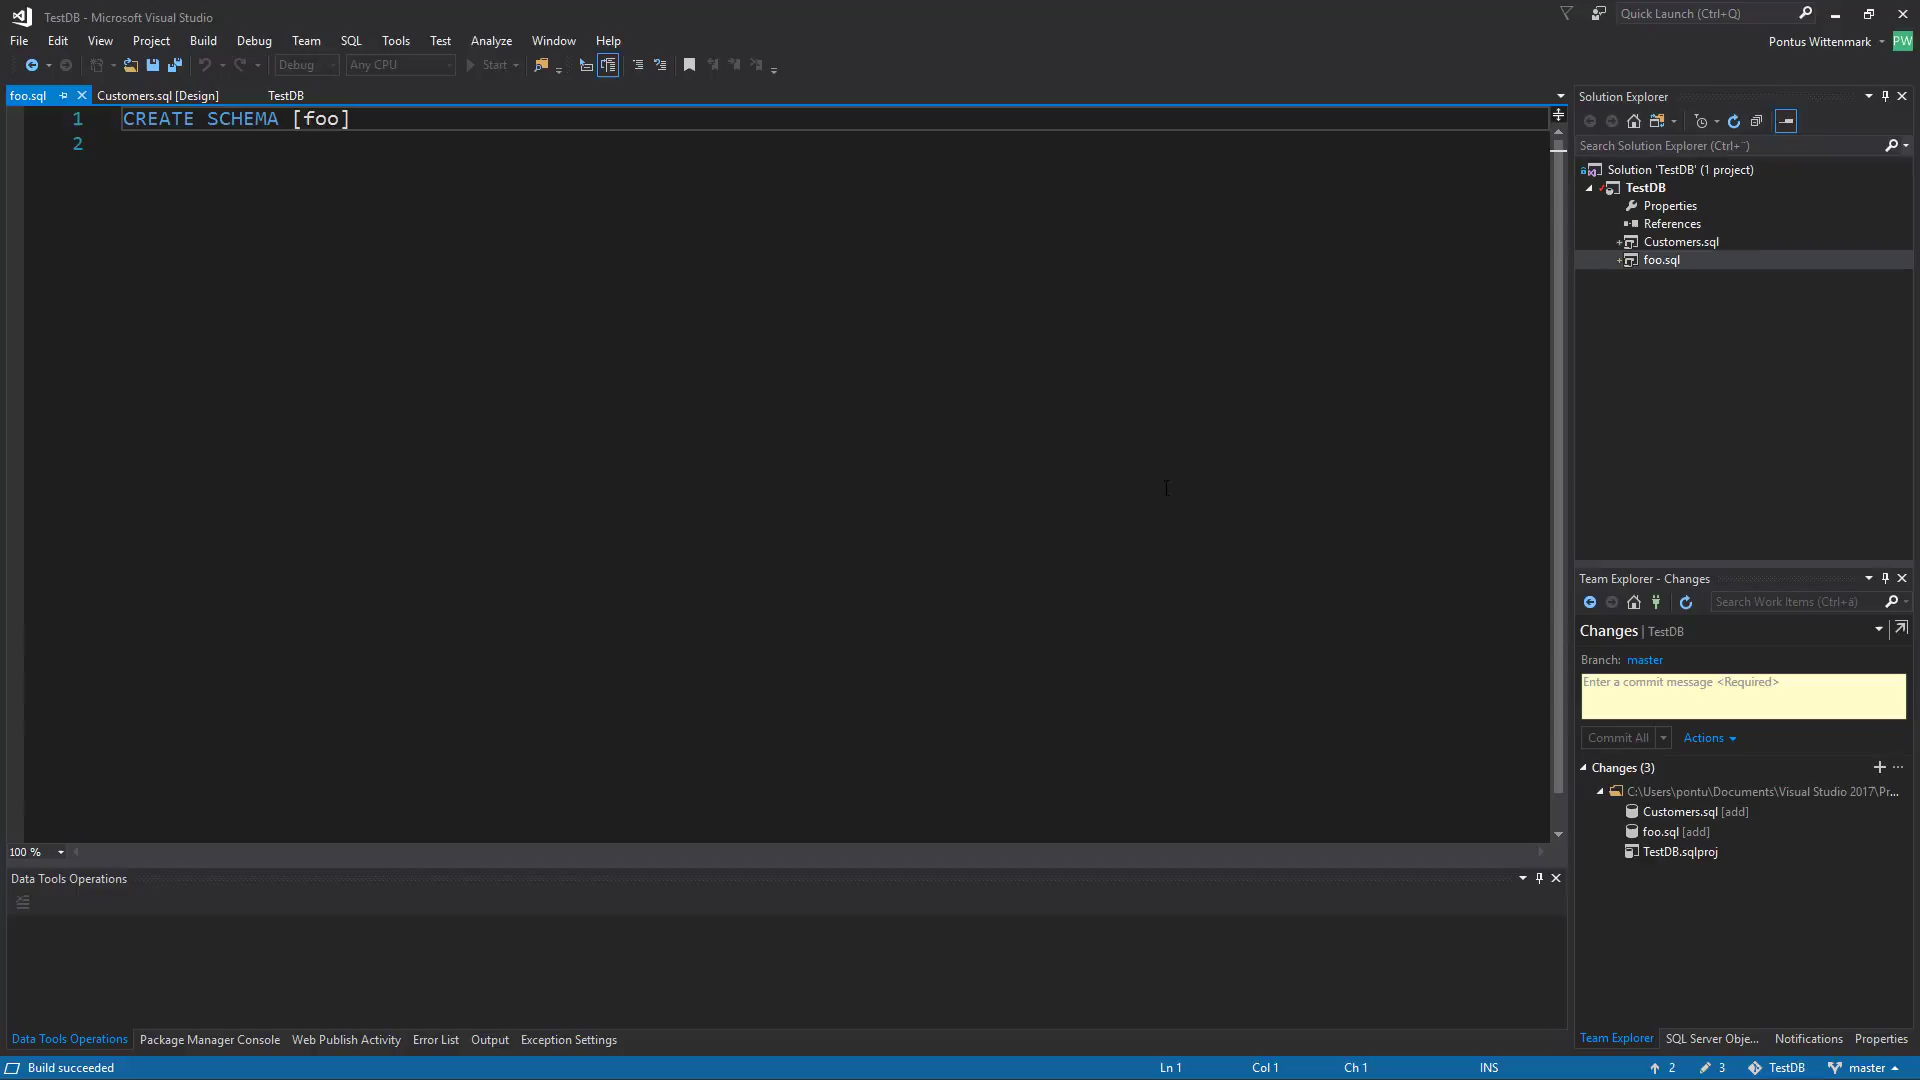 TestDB - Microsoft Visual Studio
Quick Launch (Ctrl+Q)
File Edit View Project Build Debug Team SQL Tools Test Analyze Window Help
Pontus Wittenmark PW
Debug Any CPU Start
foo.sql Customers.sql [Design] TestDB
1 CREATE SCHEMA [foo]
2
100 %
Data Tools Operations
Data Tools Operations Package Manager Console Web Publish Activity Error List Output Exception Settings
Solution Explorer
Search Solution Explorer (Ctrl+¨)
Solution 'TestDB' (1 project)
TestDB
Properties
References
Customers.sql
foo.sql
Team Explorer - Changes
Search Work Items (Ctrl+ä)
Changes | TestDB
Branch: master
Enter a commit message <Required>
Commit All Actions
Changes (3)
C:\Users\pontu\Documents\Visual Studio 2017\Pr...
Customers.sql [add]
foo.sql [add]
TestDB.sqlproj
Team Explorer SQL Server Obje... Notifications Properties
Build succeeded Ln 1 Col 1 Ch 1 INS 2 3 TestDB master